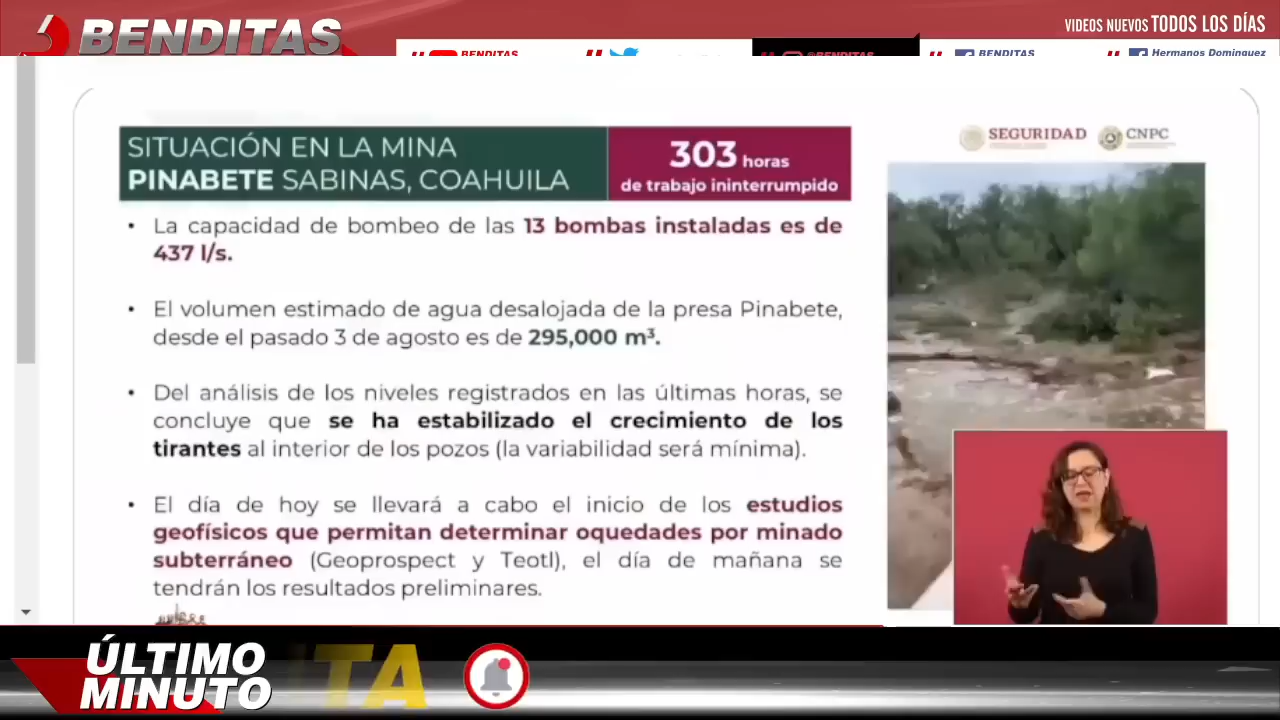 BENDITAS
VIDEOS NUEVOS TODOS LOS DÍAS
BENDITAS
@BENDITAS
BENDITAS
Hermanos Dominguez
SITUACIÓN EN LA MINA
PINABETE SABINAS, COAHUILA
303 horas
de trabajo ininterrumpido
SEGURIDAD
CNPC
• La capacidad de bombeo de las 13 bombas instaladas es de
437 l/s.
• El volumen estimado de agua desalojada de la presa Pinabete,
desde el pasado 3 de agosto es de 295,000 m³.
• Del análisis de los niveles registrados en las últimas horas, se
concluye que se ha estabilizado el crecimiento de los
tirantes al interior de los pozos (la variabilidad será mínima).
• El día de hoy se llevará a cabo el inicio de los estudios
geofísicos que permitan determinar oquedades por minado
subterráneo (Geoprospect y Teotl), el día de mañana se
tendrán los resultados preliminares.
ÚLTIMO
MINUTO
TA